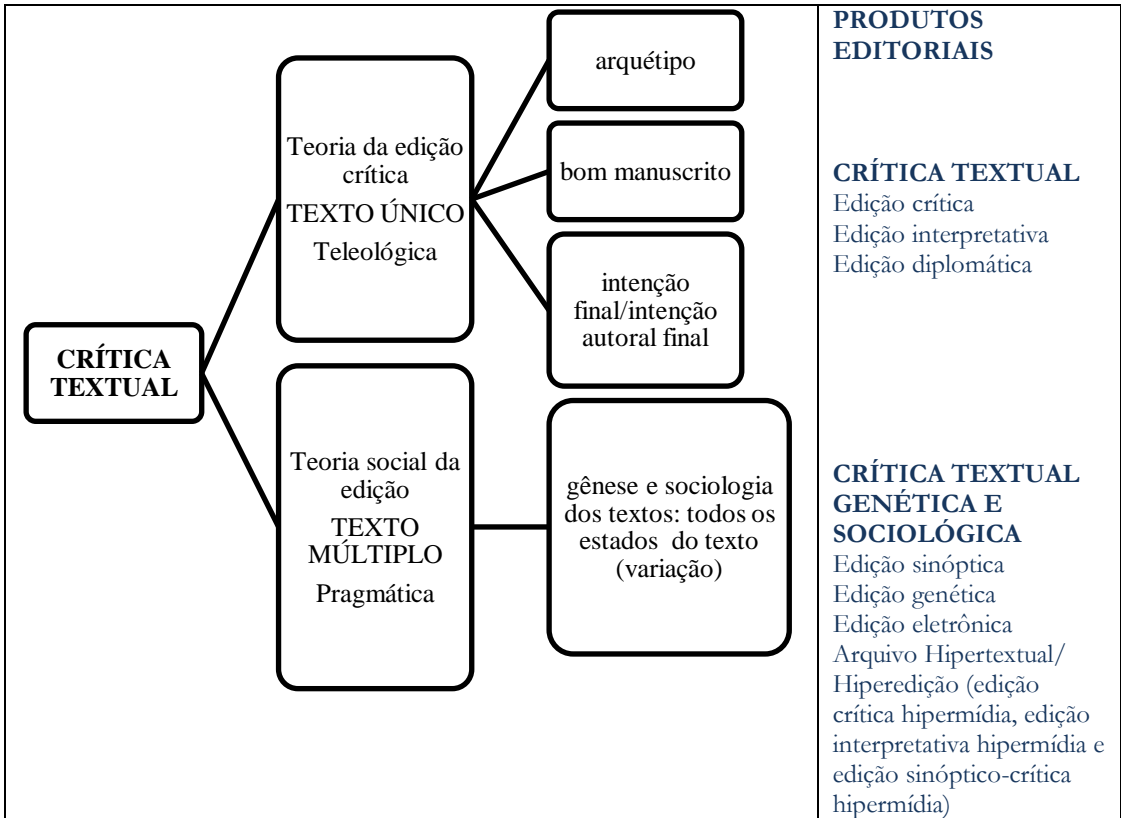 CRÍTICA
TEXTUAL
Teoria da edição
crítica
TEXTO ÚNICO
Teleológica
arquétipo
bom manuscrito
intenção
final/intenção
autoral final
Teoria social da
edição
TEXTO
MÚLTIPLO
Pragmática
gênese e sociologia
dos textos: todos os
estados do texto
(variação)
PRODUTOS
EDITORIAIS
CRÍTICA TEXTUAL
Edição crítica
Edição interpretativa
Edição diplomática
CRÍTICA TEXTUAL
GENÉTICA E
SOCIOLÓGICA
Edição sinóptica
Edição genética
Edição eletrônica
Arquivo Hipertextual/
Hiperedição (edição
crítica hipermídia, edição
interpretativa hipermídia e
edição sinóptico-crítica
hipermídia)